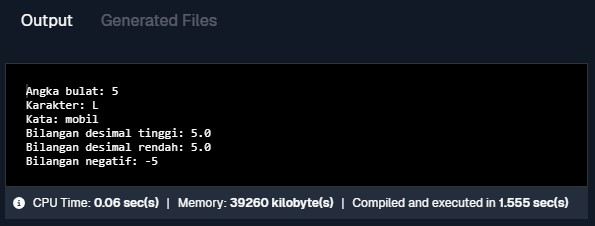 Output Generated Files
Angka bulat: 5
Karakter: L
Kata: mobil
Bilangan desimal tinggi: 5.0
Bilangan desimal rendah: 5.0
Bilangan negatif: -5
CPU Time: 0.06 sec(s) | Memory: 39260 kilobyte(s) | Compiled and executed in 1.555 sec(s)